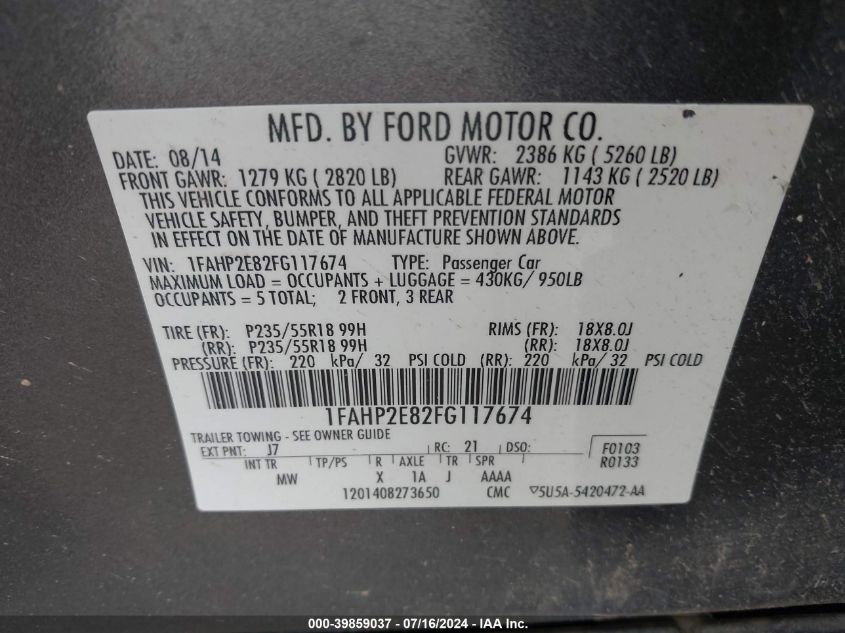 MFD. BY FORD MOTOR CO.
DATE: 08/14 GVWR: 2386 KG ( 5260 LB)
FRONT GAWR: 1279 KG ( 2820 LB) REAR GAWR: 1143 KG ( 2520 LB)
THIS VEHICLE CONFORMS TO ALL APPLICABLE FEDERAL MOTOR
VEHICLE SAFETY, BUMPER, AND THEFT PREVENTION STANDARDS
IN EFFECT ON THE DATE OF MANUFACTURE SHOWN ABOVE.
VIN: 1FAHP2E82FG117674 TYPE: Passenger Car
MAXIMUM LOAD = OCCUPANTS + LUGGAGE = 430KG/ 950LB
OCCUPANTS = 5 TOTAL; 2 FRONT, 3 REAR
TIRE (FR): P235/55R18 99H RIMS (FR): 18X8.0J
(RR): P235/55R18 99H (RR): 18X8.0J
PRESSURE (FR): 220 kPa/ 32 PSI COLD (RR): 220 kPa/ 32 PSI COLD
1FAHP2E82FG117674
TRAILER TOWING - SEE OWNER GUIDE
EXT PNT: J7 RC: 21 DSO: F0103
INT TR TP/PS R AXLE TR SPR R0133
MW X 1A J AAAA
1201408273650 CMC 5U5A-5420472-AA
000-39859037 - 07/16/2024 - IAA Inc.